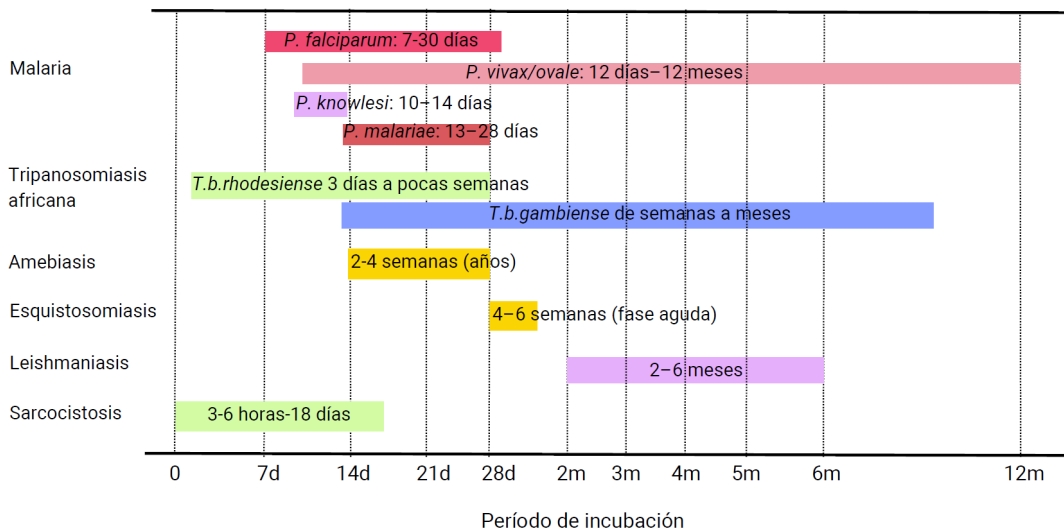 Malaria
P. falciparum: 7-30 días
P. vivax/ovale: 12 días–12 meses
P. knowlesi: 10–14 días
P. malariae: 13–28 días
Tripanosomiasis
africana
T.b.rhodesiense 3 días a pocas semanas
T.b.gambiense de semanas a meses
Amebiasis
2-4 semanas (años)
Esquistosomiasis
4–6 semanas (fase aguda)
Leishmaniasis
2–6 meses
Sarcocistosis
3-6 horas-18 días
0 7d 14d 21d 28d 2m 3m 4m 5m 6m 12m
Período de incubación